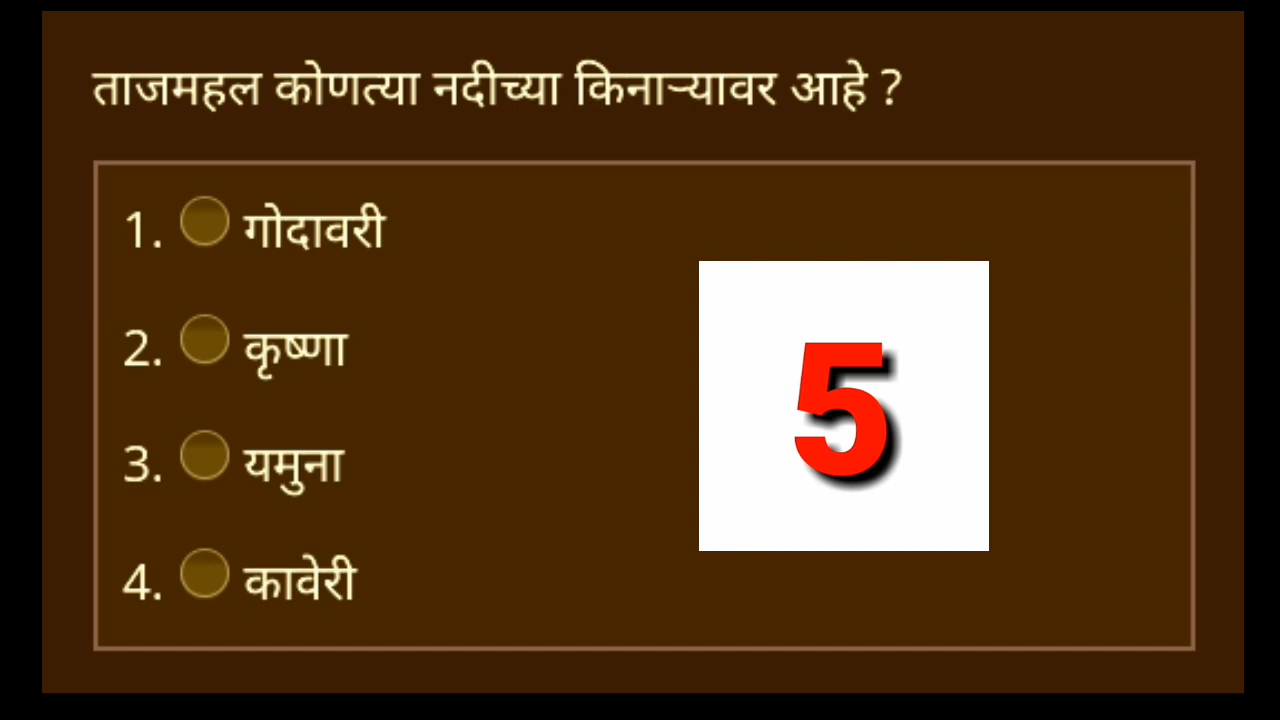 ताजमहल कोणत्या नदीच्या किनाऱ्यावर आहे ?
1. गोदावरी
2. कृष्णा
3. यमुना
4. कावेरी
5